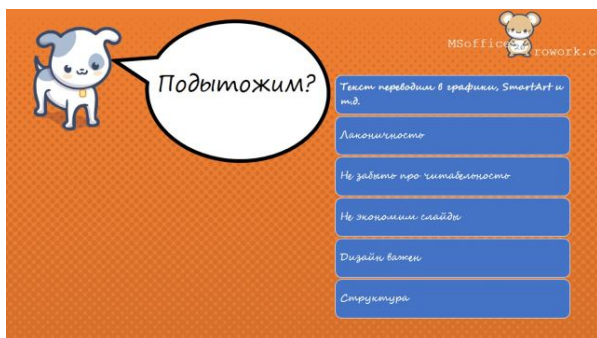 Подытожим?
MSoffice
rowork.c
Текст переводим в графики, SmartArt и
т.д.
Лаконичность
Не забыть про читабельность
Не экономим слайды
Дизайн важен
Структура